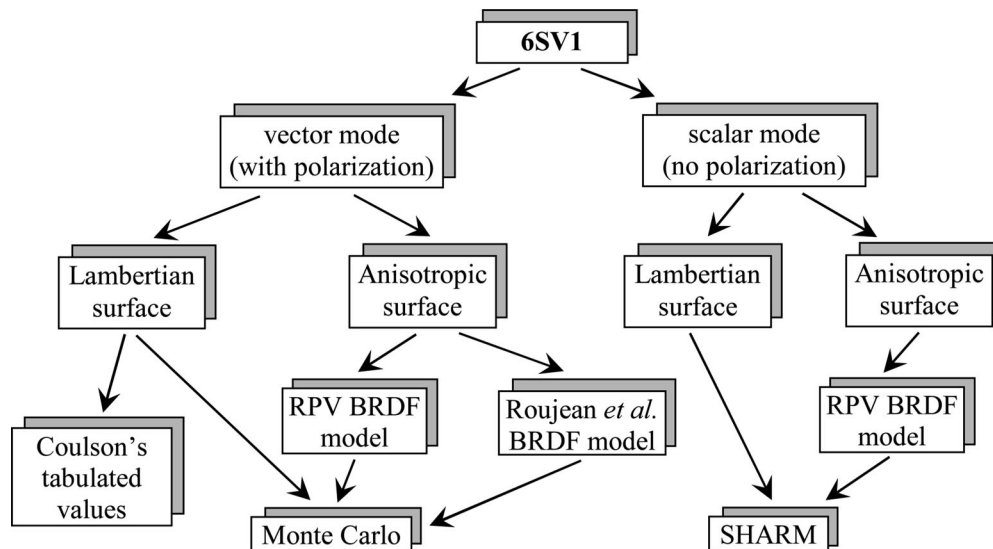 6SV1
vector mode
(with polarization)
scalar mode
(no polarization)
Lambertian
surface
Anisotropic
surface
Lambertian
surface
Anisotropic
surface
Coulson's
tabulated
values
RPV BRDF
model
Roujean et al.
BRDF model
RPV BRDF
model
Monte Carlo
SHARM